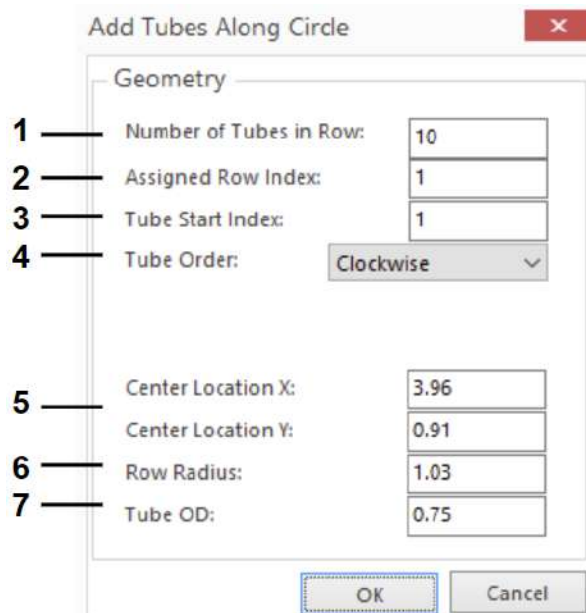 Add Tubes Along Circle
Geometry
1 Number of Tubes in Row: 10
2 Assigned Row Index: 1
3 Tube Start Index: 1
4 Tube Order: Clockwise
5
Center Location X: 3.96
Center Location Y: 0.91
6 Row Radius: 1.03
7 Tube OD: 0.75
OK Cancel